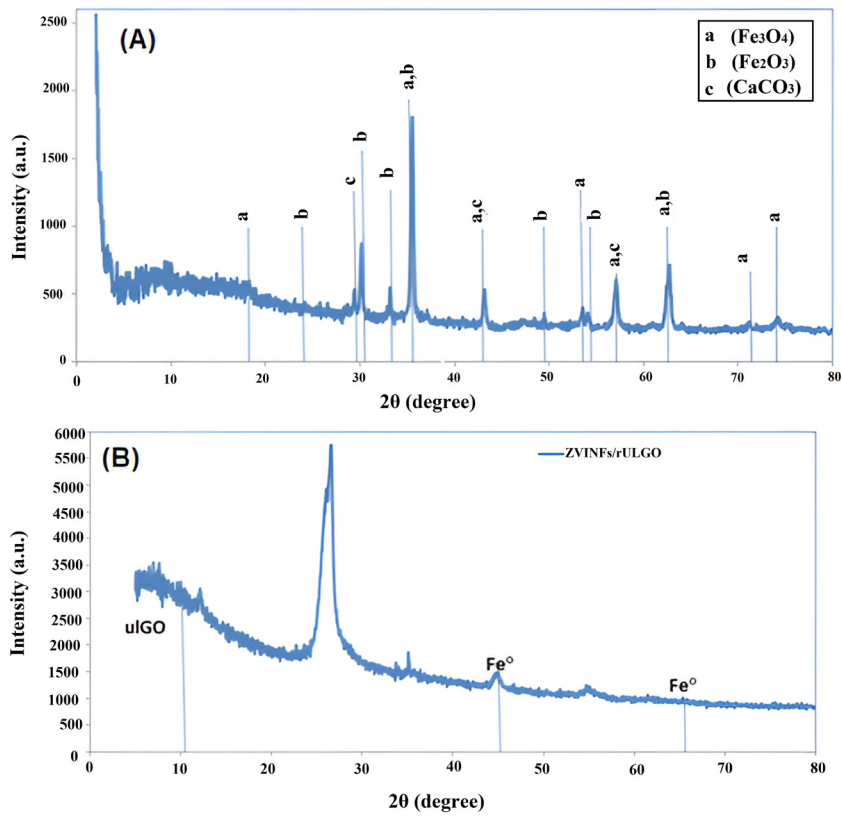 (A)
a (Fe3O4)
b (Fe2O3)
c (CaCO3)
Intensity (a.u.)
2500
2000
1500
1000
500
0
a
b
c
b
b
a,b
a,c
b
a
b
a,c
a,b
a
a
0 10 20 30 40 50 60 70 80
2θ (degree)
(B)
ZVINFs/rULGO
Intensity (a.u.)
6000
5500
5000
4500
4000
3500
3000
2500
2000
1500
1000
500
0
ulGO
Fe°
Fe°
0 10 20 30 40 50 60 70 80
2θ (degree)